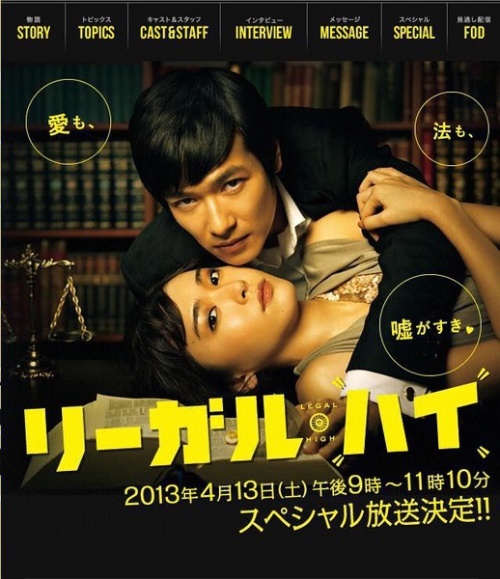 物語
STORY
トピックス
TOPICS
キャスト&スタッフ
CAST&STAFF
インタビュー
INTERVIEW
メッセージ
MESSAGE
スペシャル
SPECIAL
見逃し配信
FOD
愛も、
法も、
嘘がすき♥
リーガル・ハイ
LEGAL
HIGH
2013年4月13日(土)午後9時~11時10分
スペシャル放送決定!!